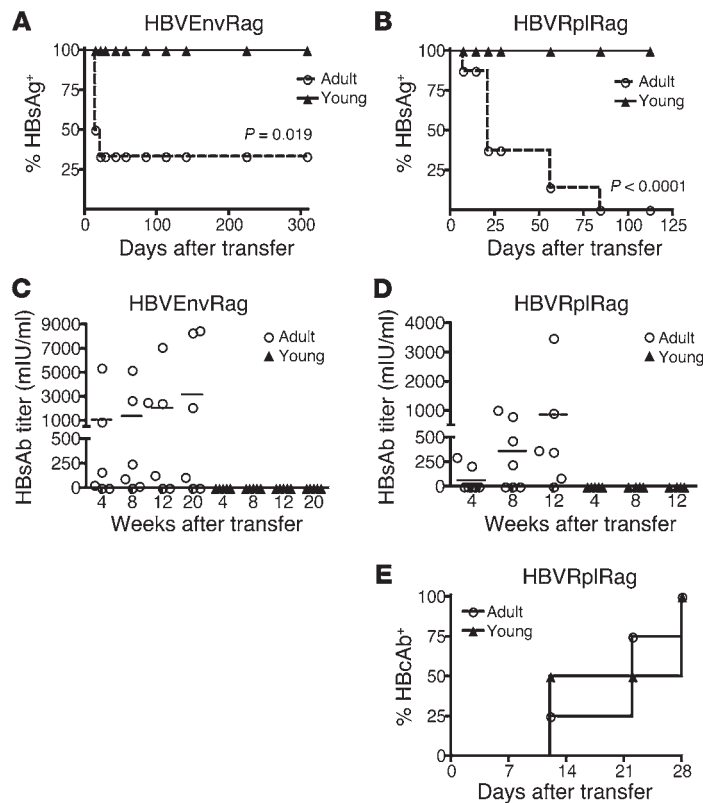 A
HBVEnvRag
% HBsAg+
100
75
50
25
Adult
Young
P = 0.019
0 100 200 300
Days after transfer
B
HBVRplRag
% HBsAg+
100
75
50
25
Adult
Young
P < 0.0001
0 25 50 75 100 125
Days after transfer
C
HBVEnvRag
HBsAb titer (mIU/ml)
9000
7000
5000
3000
1000
500
250
0
Adult
Young
4 8 12 20 4 8 12 20
Weeks after transfer
D
HBVRplRag
HBsAb titer (mIU/ml)
4000
3000
2000
1000
500
250
0
Adult
Young
4 8 12 4 8 12
Weeks after transfer
E
HBVRplRag
% HBcAb+
100
75
50
25
0
Adult
Young
0 7 14 21 28
Days after transfer